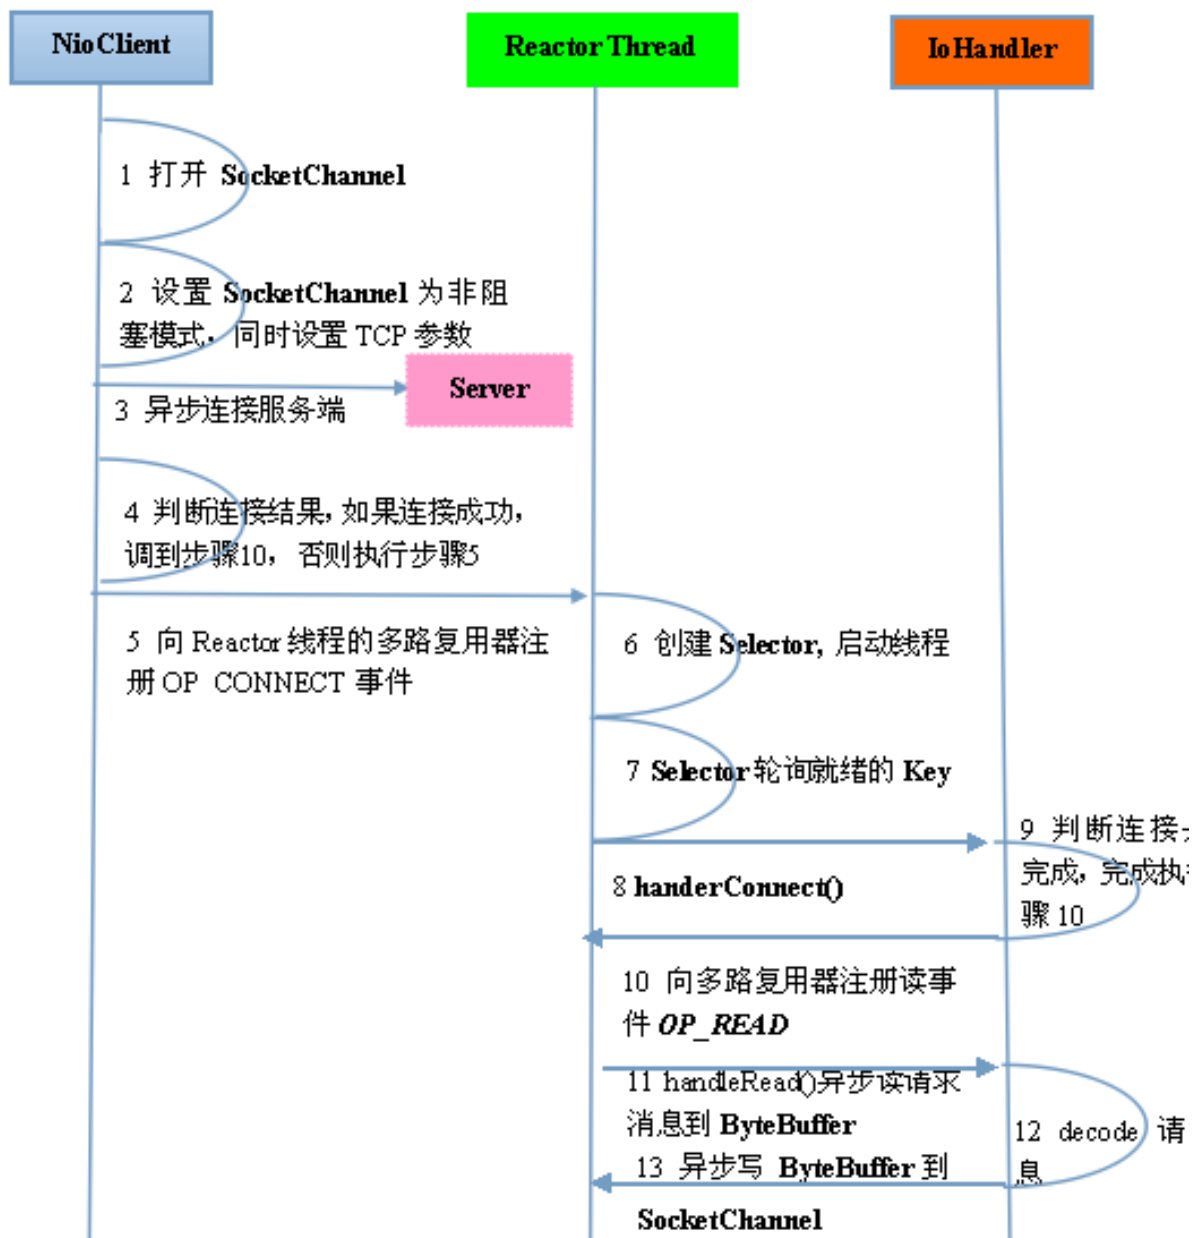 NioClient
Reactor Thread
IoHandler
1 打开 SocketChannel
2 设置 SocketChannel 为非阻
塞模式，同时设置 TCP 参数
Server
3 异步连接服务端
4 判断连接结果，如果连接成功，
调到步骤10，否则执行步骤5
5 向 Reactor 线程的多路复用器注
册 OP CONNECT 事件
6 创建 Selector, 启动线程
7 Selector 轮询就绪的 Key
8 handerConnect()
9 判断连接
完成，完成执
骤 10
10 向多路复用器注册读事
件 OP_READ
11 handleRead()异步读请求
消息到 ByteBuffer
12 decode 请
息
13 异步写 ByteBuffer 到
SocketChannel